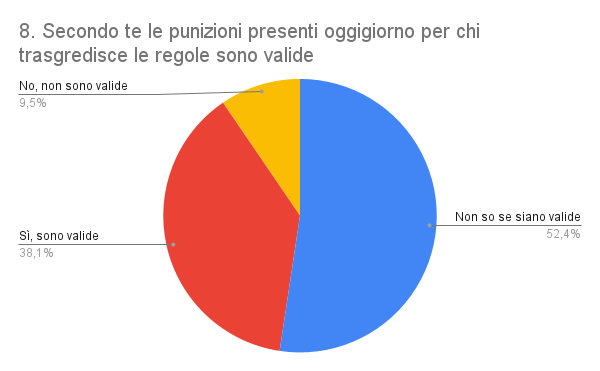 8. Secondo te le punizioni presenti oggigiorno per chi
trasgredisce le regole sono valide
No, non sono valide
9,5%
Non so se siano valide
52,4%
Sì, sono valide
38,1%